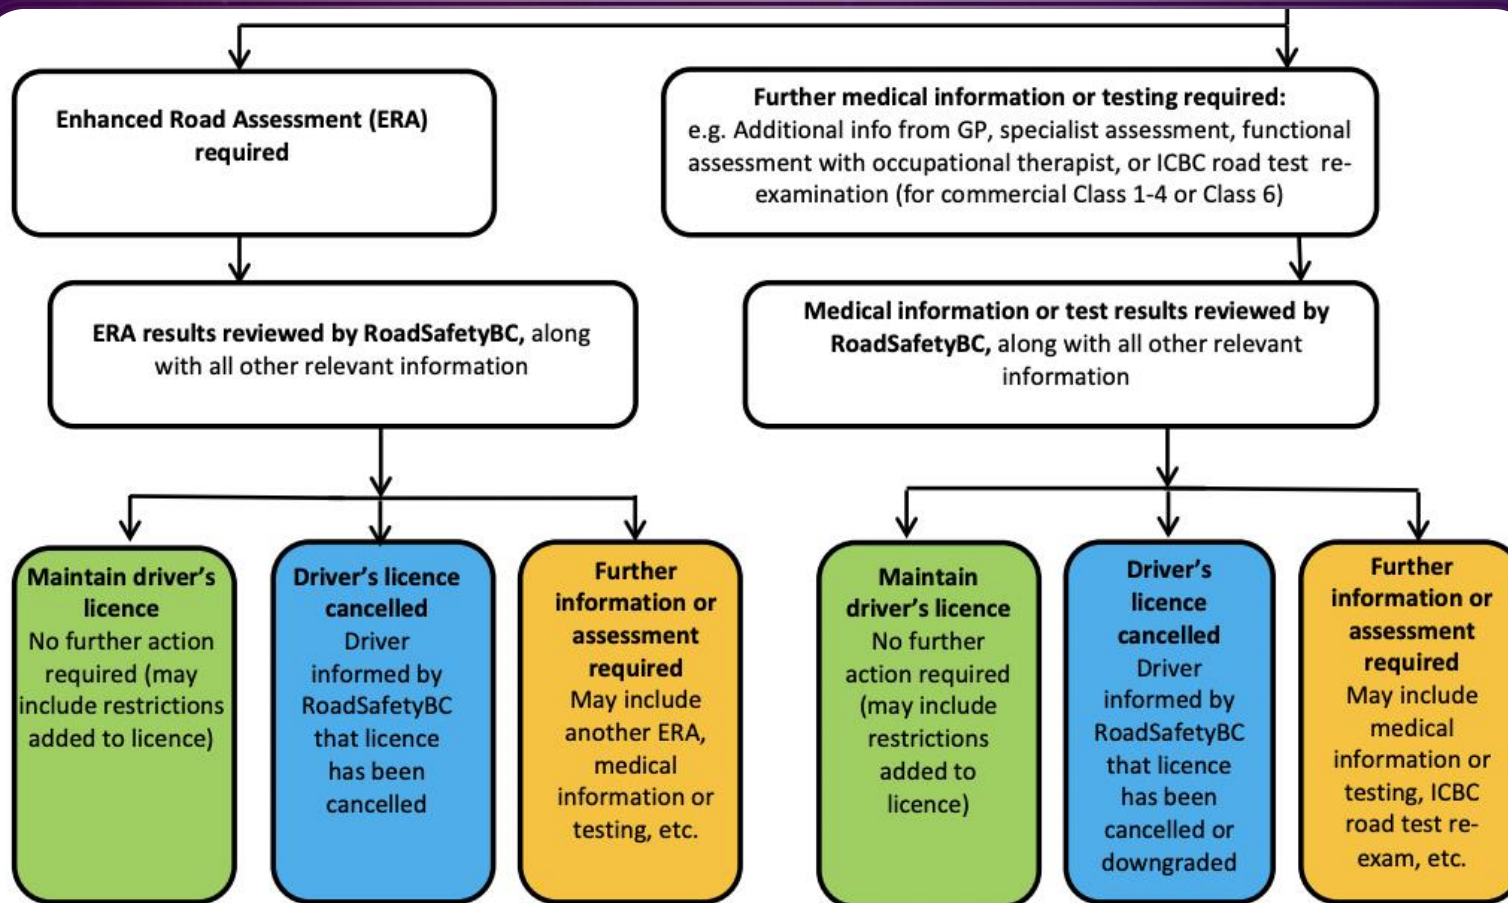 Enhanced Road Assessment (ERA)
required
Further medical information or testing required:
e.g. Additional info from GP, specialist assessment, functional
assessment with occupational therapist, or ICBC road test re-
examination (for commercial Class 1-4 or Class 6)
ERA results reviewed by RoadSafetyBC, along
with all other relevant information
Medical information or test results reviewed by
RoadSafetyBC, along with all other relevant
information
Maintain driver's
licence
No further action
required (may
include restrictions
added to licence)
Driver's licence
cancelled
Driver
informed by
RoadSafetyBC
that licence
has been
cancelled
Further
information or
assessment
required
May include
another ERA,
medical
information or
testing, etc.
Maintain
driver's licence
No further
action required
(may include
restrictions
added to
licence)
Driver's
licence
cancelled
Driver
informed by
RoadSafetyBC
that licence
has been
cancelled or
downgraded
Further
information or
assessment
required
May include
medical
information or
testing, ICBC
road test re-
exam, etc.